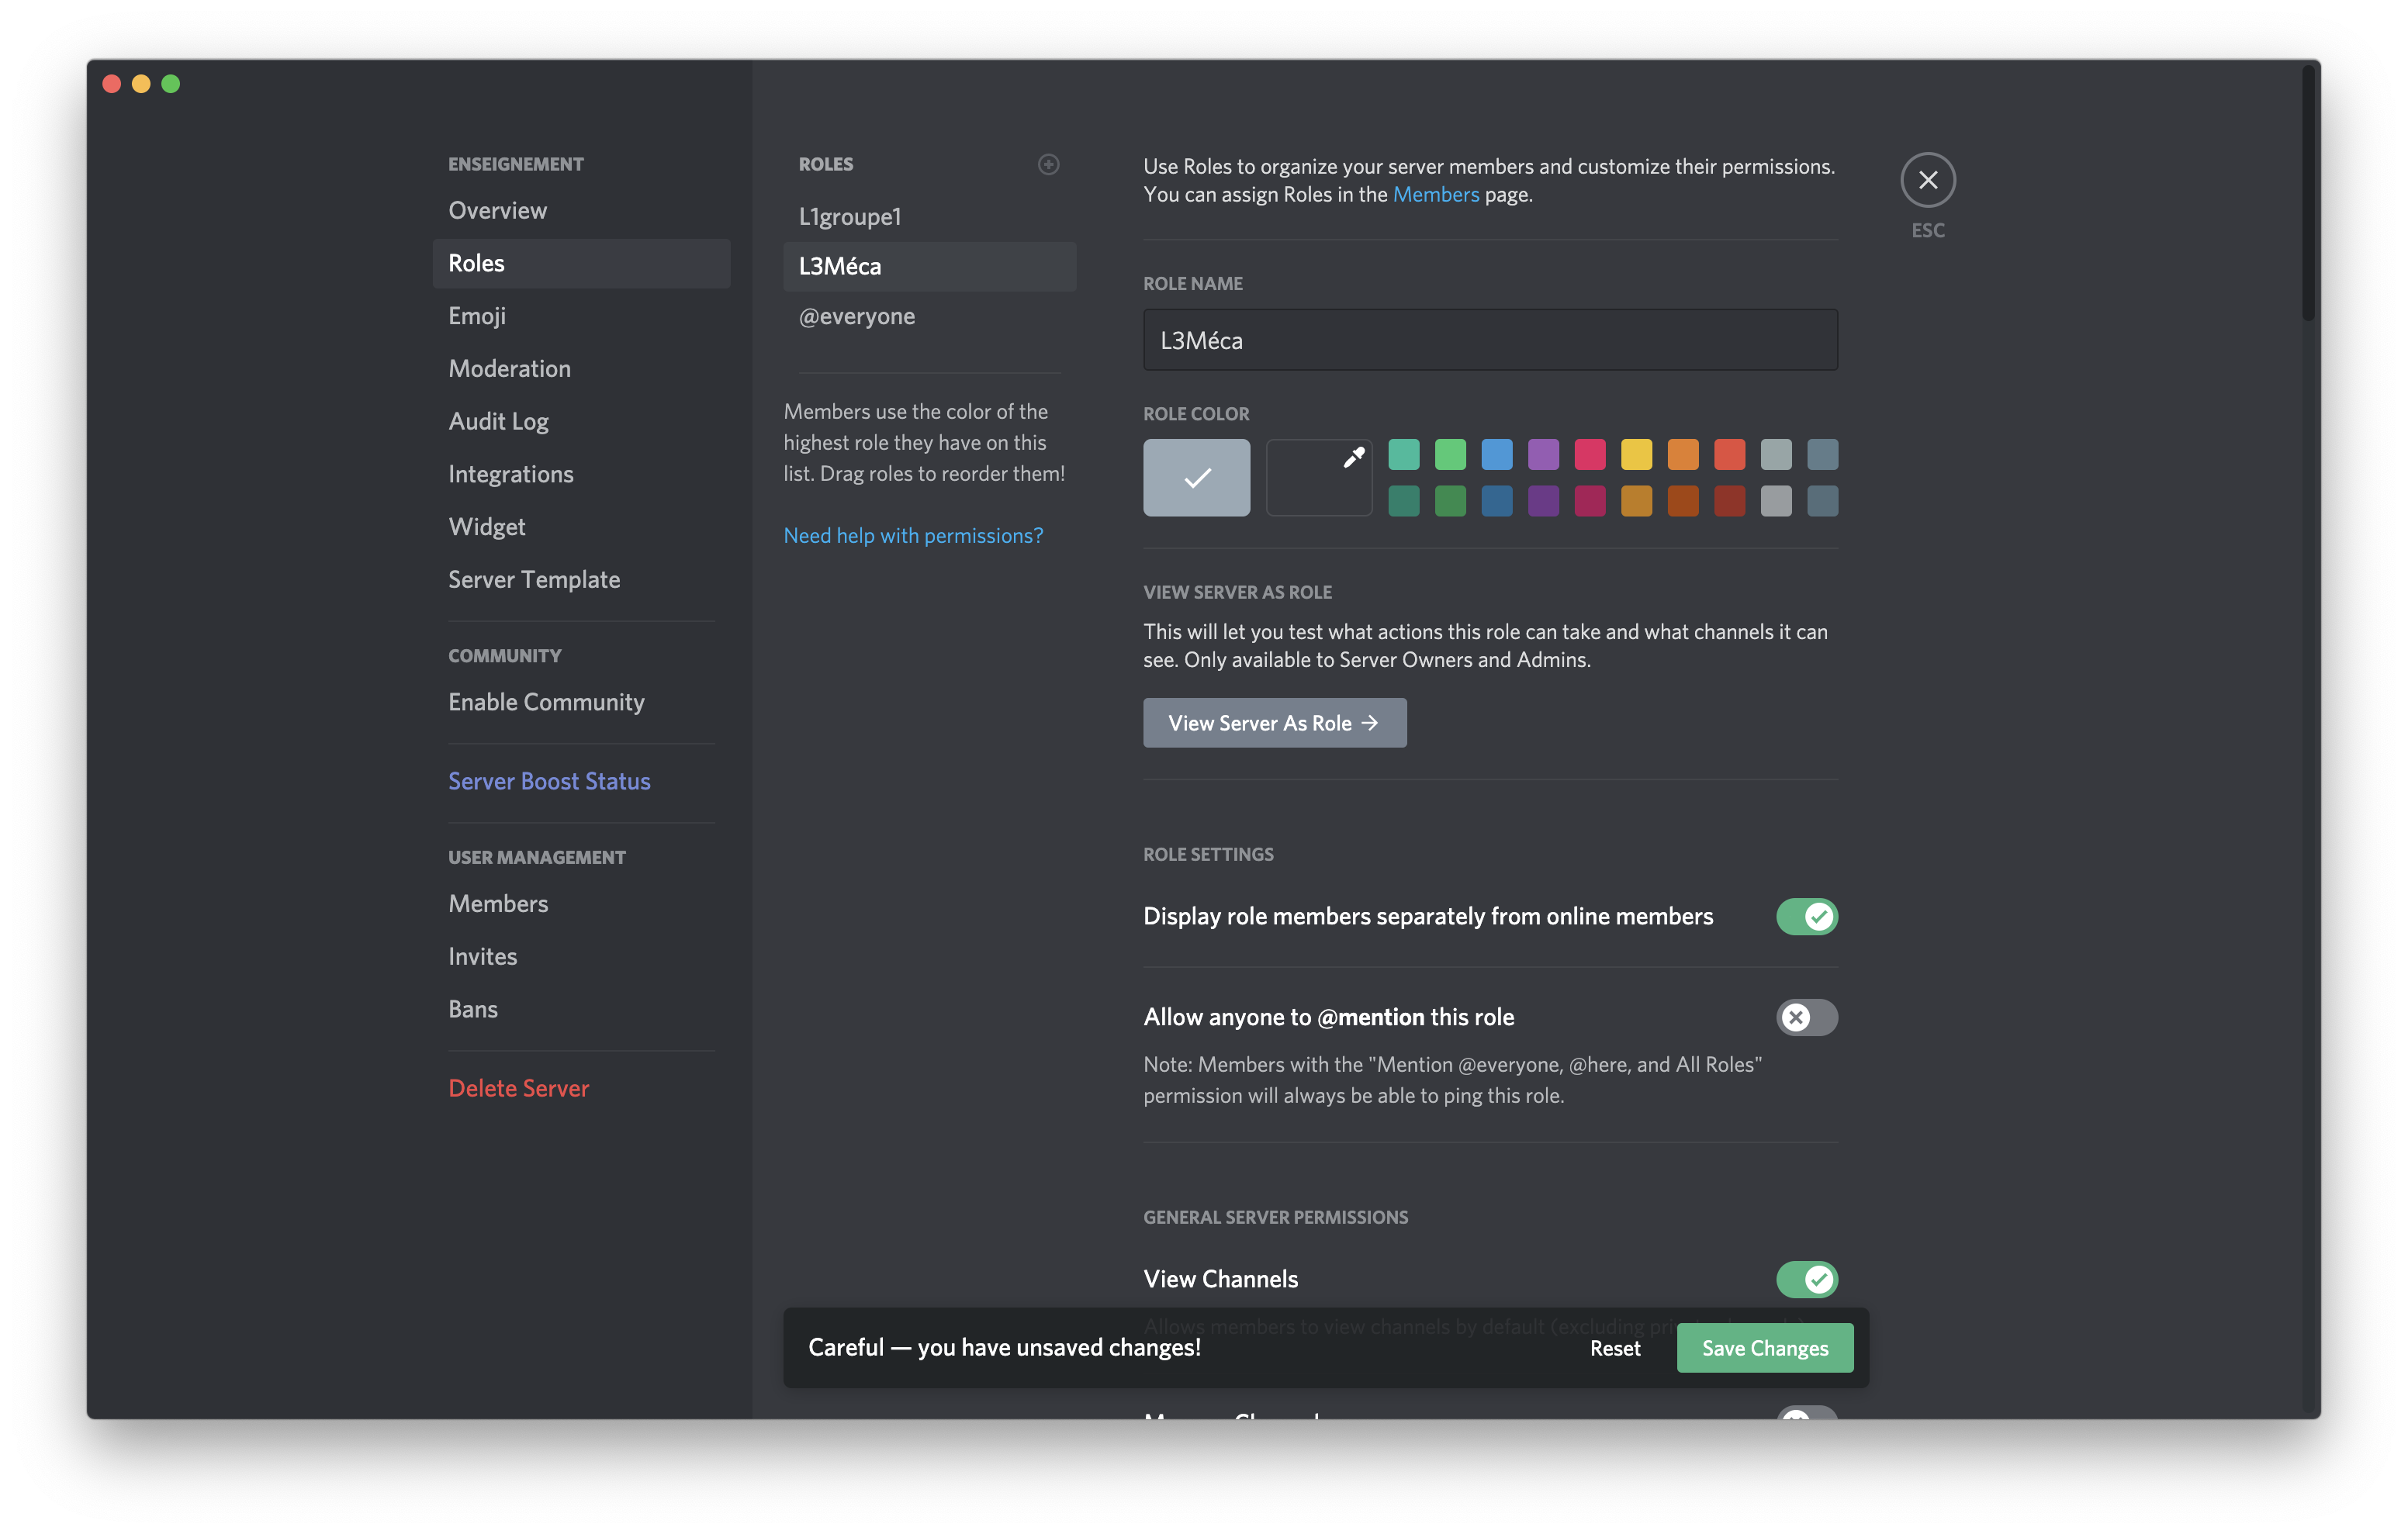 ENSEIGNEMENT
Overview
Roles
Emoji
Moderation
Audit Log
Integrations
Widget
Server Template
COMMUNITY
Enable Community
Server Boost Status
USER MANAGEMENT
Members
Invites
Bans
Delete Server
ROLES
L1groupe1
L3Méca
@everyone
Members use the color of the
highest role they have on this
list. Drag roles to reorder them!
Need help with permissions?
Use Roles to organize your server members and customize their permissions.
You can assign Roles in the Members page.
ESC
ROLE NAME
L3Méca
ROLE COLOR
VIEW SERVER AS ROLE
This will let you test what actions this role can take and what channels it can
see. Only available to Server Owners and Admins.
View Server As Role →
ROLE SETTINGS
Display role members separately from online members
Allow anyone to @mention this role
Note: Members with the "Mention @everyone, @here, and All Roles"
permission will always be able to ping this role.
GENERAL SERVER PERMISSIONS
View Channels
Allows members to view channels by default (excluding
Careful — you have unsaved changes!
Reset
Save Changes